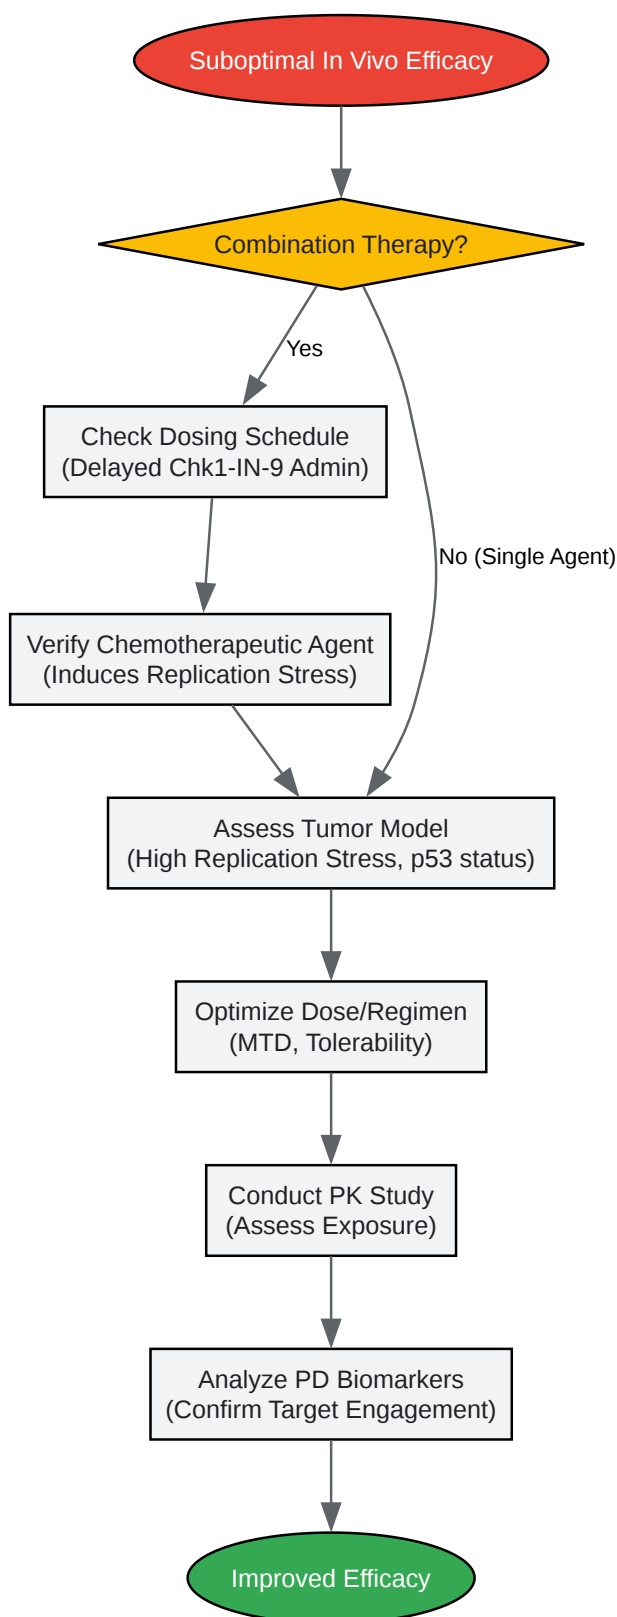 Suboptimal In Vivo Efficacy
Combination Therapy?
Yes
Check Dosing Schedule
(Delayed Chk1-IN-9 Admin)
No (Single Agent)
Verify Chemotherapeutic Agent
(Induces Replication Stress)
Assess Tumor Model
(High Replication Stress, p53 status)
Optimize Dose/Regimen
(MTD, Tolerability)
Conduct PK Study
(Assess Exposure)
Analyze PD Biomarkers
(Confirm Target Engagement)
Improved Efficacy